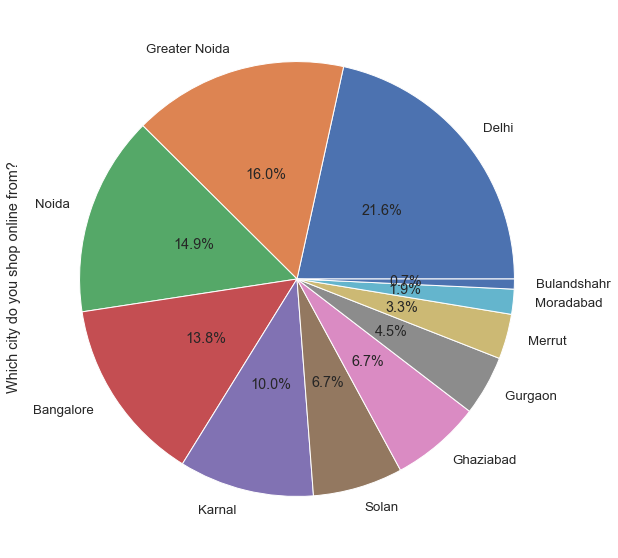 Which city do you shop online from?
Delhi
21.6%
Greater Noida
16.0%
Noida
14.9%
Bangalore
13.8%
Karnal
10.0%
Solan
6.7%
Ghaziabad
6.7%
Gurgaon
4.5%
Merrut
3.3%
Moradabad
1.9%
Bulandshahr
0.7%